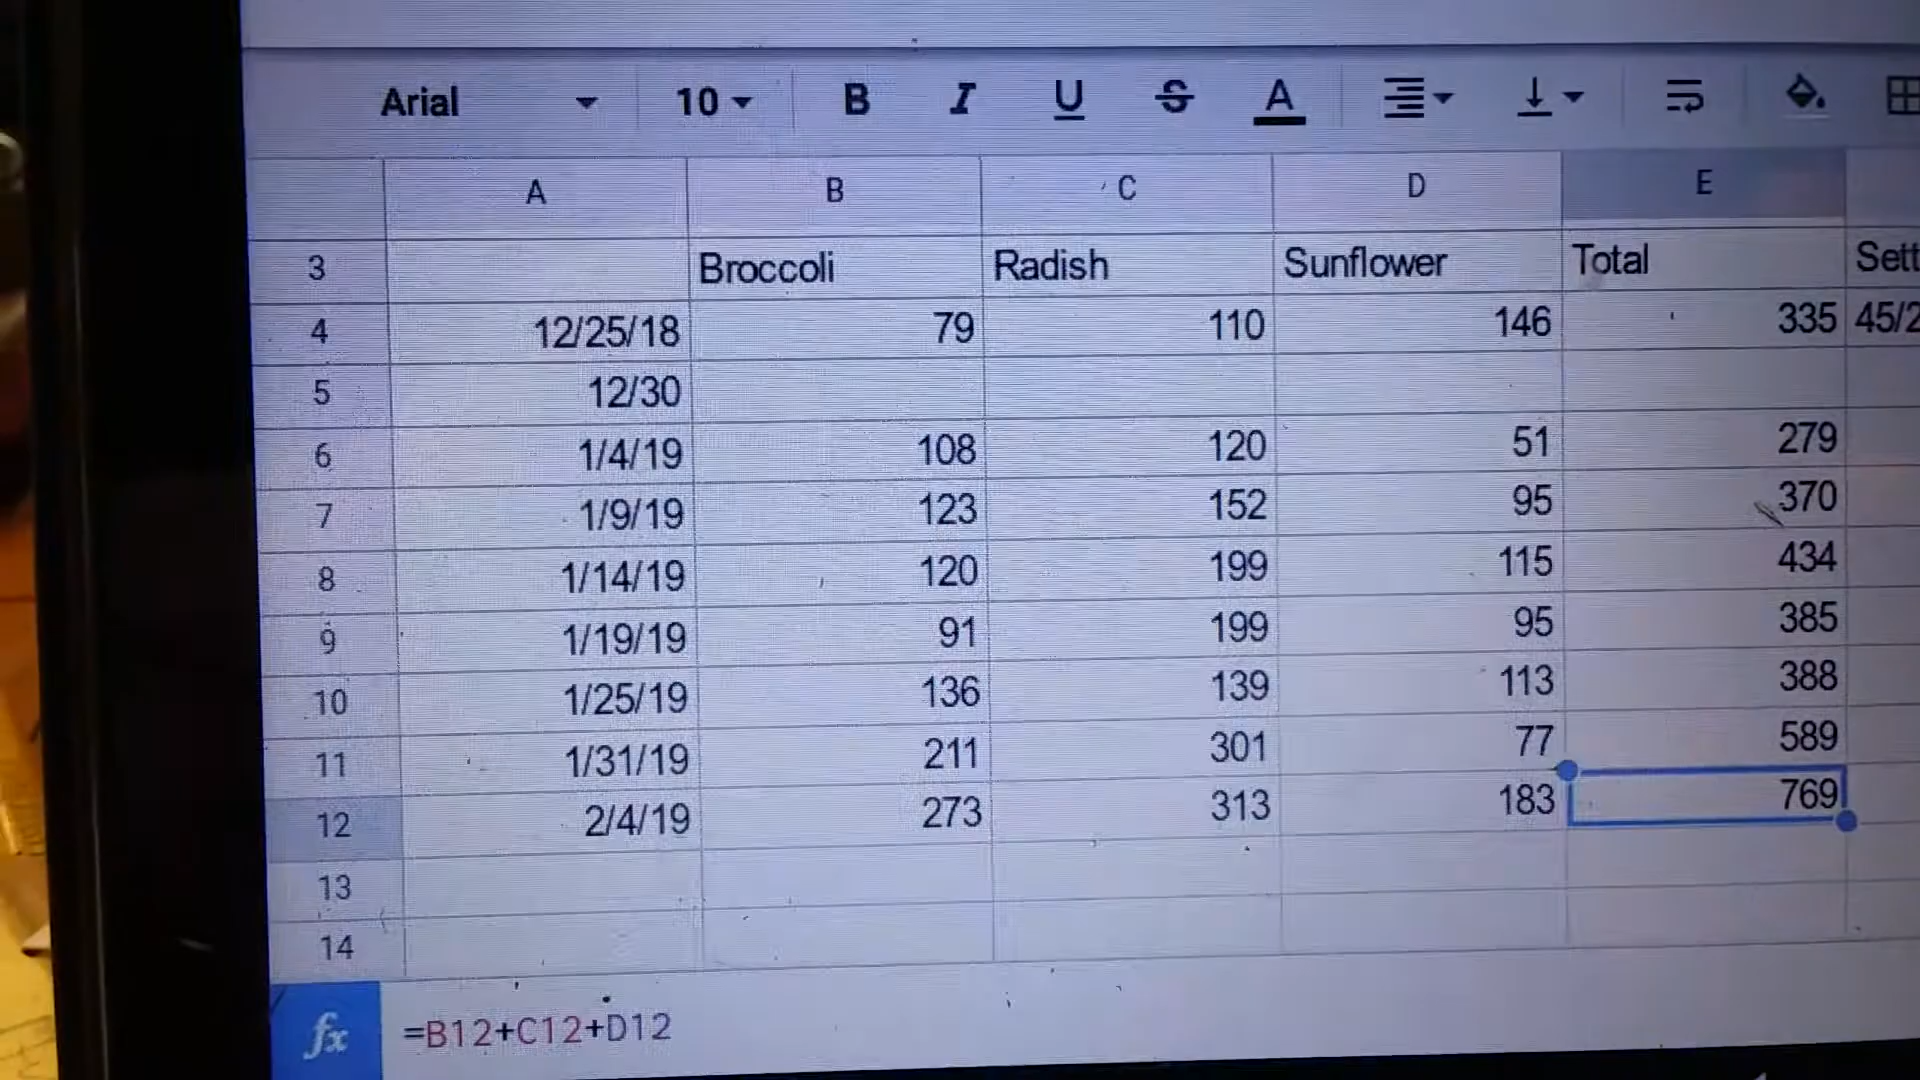 Arial 10 B I U S A
A B C D E
3 Broccoli Radish Sunflower Total Sett
4 12/25/18 79 110 146 335 45/2
5 12/30
6 1/4/19 108 120 51 279
7 1/9/19 123 152 95 370
8 1/14/19 120 199 115 434
9 1/19/19 91 199 95 385
10 1/25/19 136 139 113 388
11 1/31/19 211 301 77 589
12 2/4/19 273 313 183 769
13
14
fx =B12+C12+D12